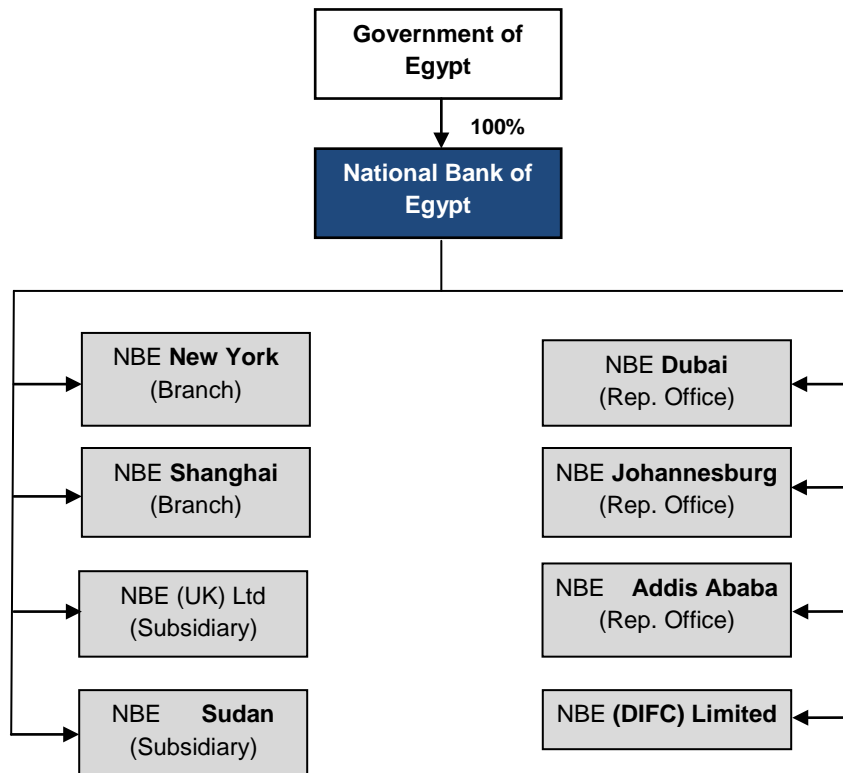 Government of
Egypt
100%
National Bank of
Egypt
NBE New York
(Branch)
NBE Shanghai
(Branch)
NBE (UK) Ltd
(Subsidiary)
NBE Sudan
(Subsidiary)
NBE Dubai
(Rep. Office)
NBE Johannesburg
(Rep. Office)
NBE Addis Ababa
(Rep. Office)
NBE (DIFC) Limited